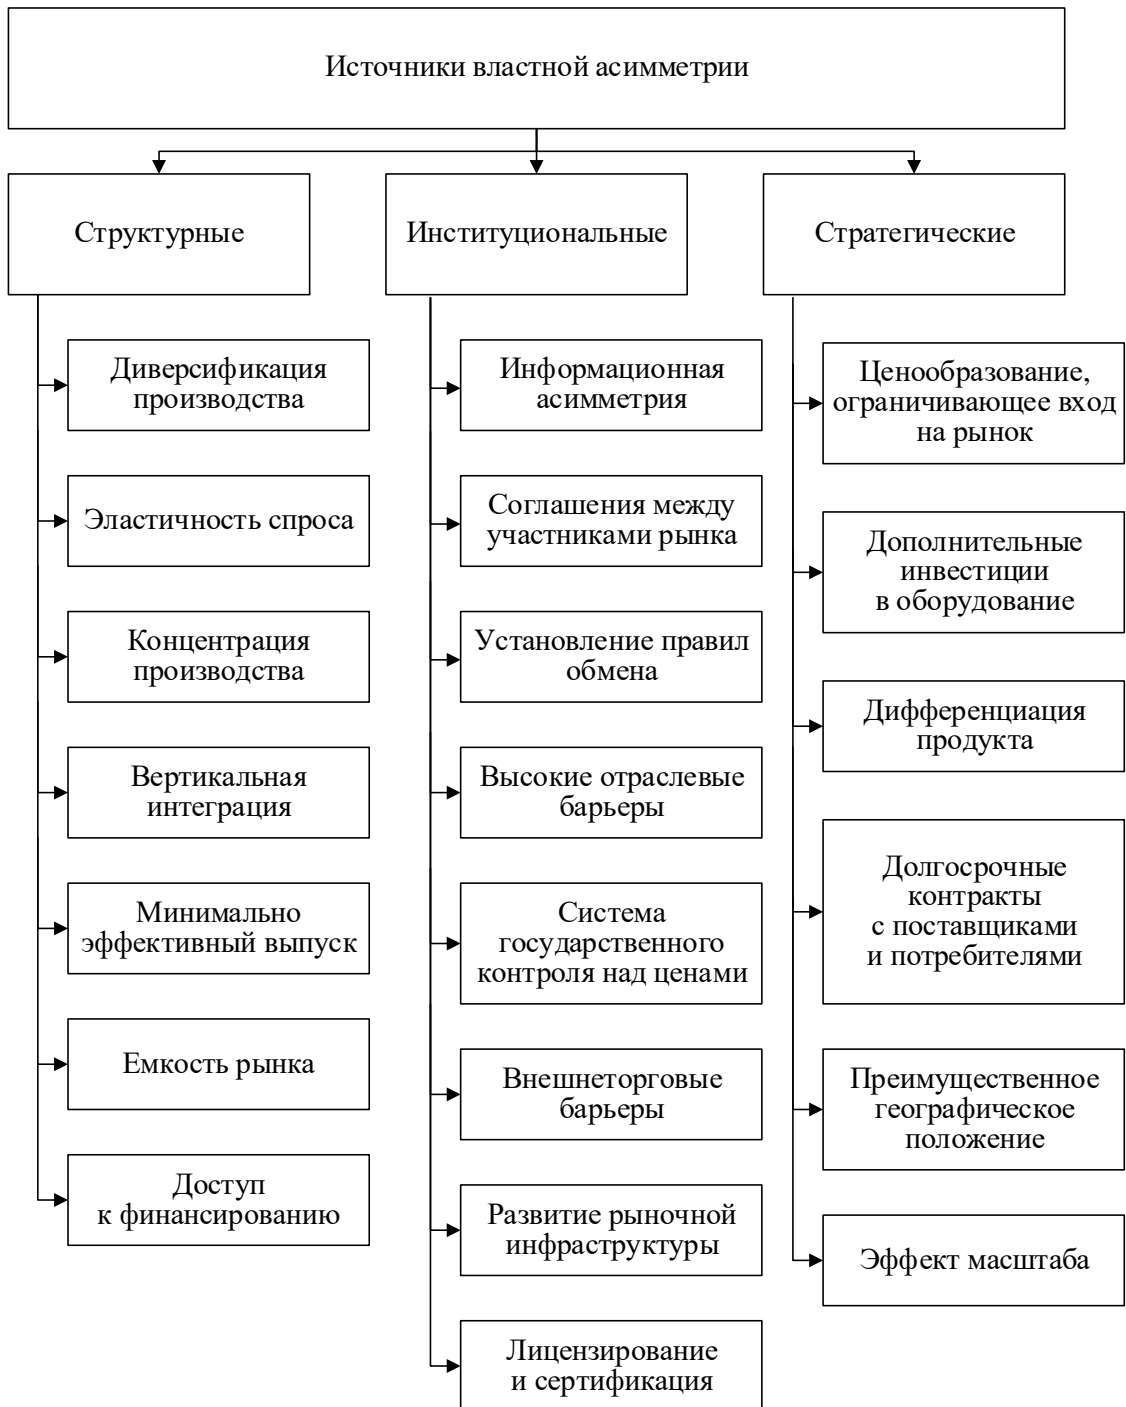 Источники властной асимметрии
Структурные
Институциональные
Стратегические
Диверсификация
производства
Эластичность спроса
Концентрация
производства
Вертикальная
интеграция
Минимально
эффективный выпуск
Емкость рынка
Доступ
к финансированию
Информационная
асимметрия
Соглашения между
участниками рынка
Установление правил
обмена
Высокие отраслевые
барьеры
Система
государственного
контроля над ценами
Внешнеторговые
барьеры
Развитие рыночной
инфраструктуры
Лицензирование
и сертификация
Ценообразование,
ограничивающее вход
на рынок
Дополнительные
инвестиции
в оборудование
Дифференциация
продукта
Долгосрочные
контракты
с поставщиками
и потребителями
Преимущественное
географическое
положение
Эффект масштаба